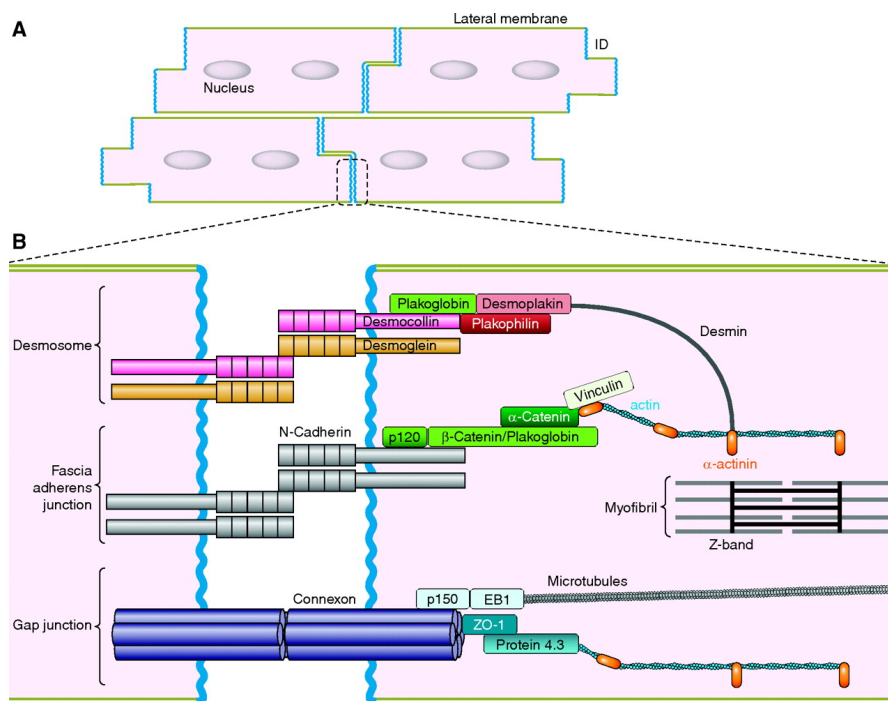 A
Lateral membrane
ID
Nucleus
B
Plakoglobin Desmoplakin
Desmocollin Plakophilin
Desmin
Desmosome
Desmoglein
Vinculin
α-Catenin
actin
N-Cadherin
p120 β-Catenin/Plakoglobin
α-actinin
Fascia
adherens
junction
Myofibril
Z-band
Microtubules
Connexon
p150 EB1
Gap junction
ZO-1
Protein 4.3